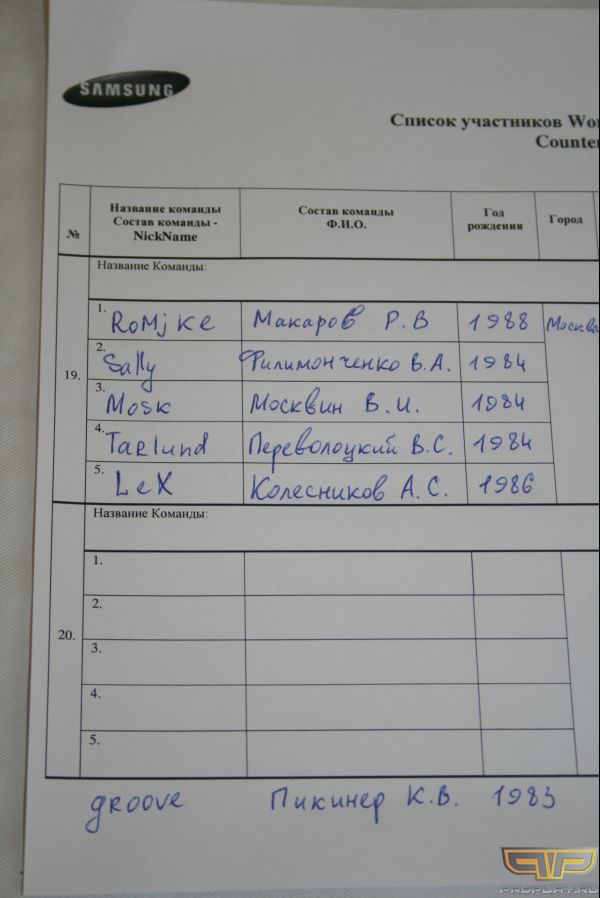 SAMSUNG
Список участников Wor
Counter
№
Название команды
Состав команды -
NickName
Состав команды
Ф.И.О.
Год
рождения
Город
19.
Название Команды:
1. RoMjKe Макаров Р.В 1988 Москва
2. Sally Филимонченко В.А. 1984
3. Mosk Москвин В.И. 1984
4. Tarlund Переволоцкий В.С. 1984
5. LeX Колесников А.С. 1986
20.
Название Команды:
1.
2.
3.
4.
5.
groove Пикинер К.В. 1983
PROPLAY.RU